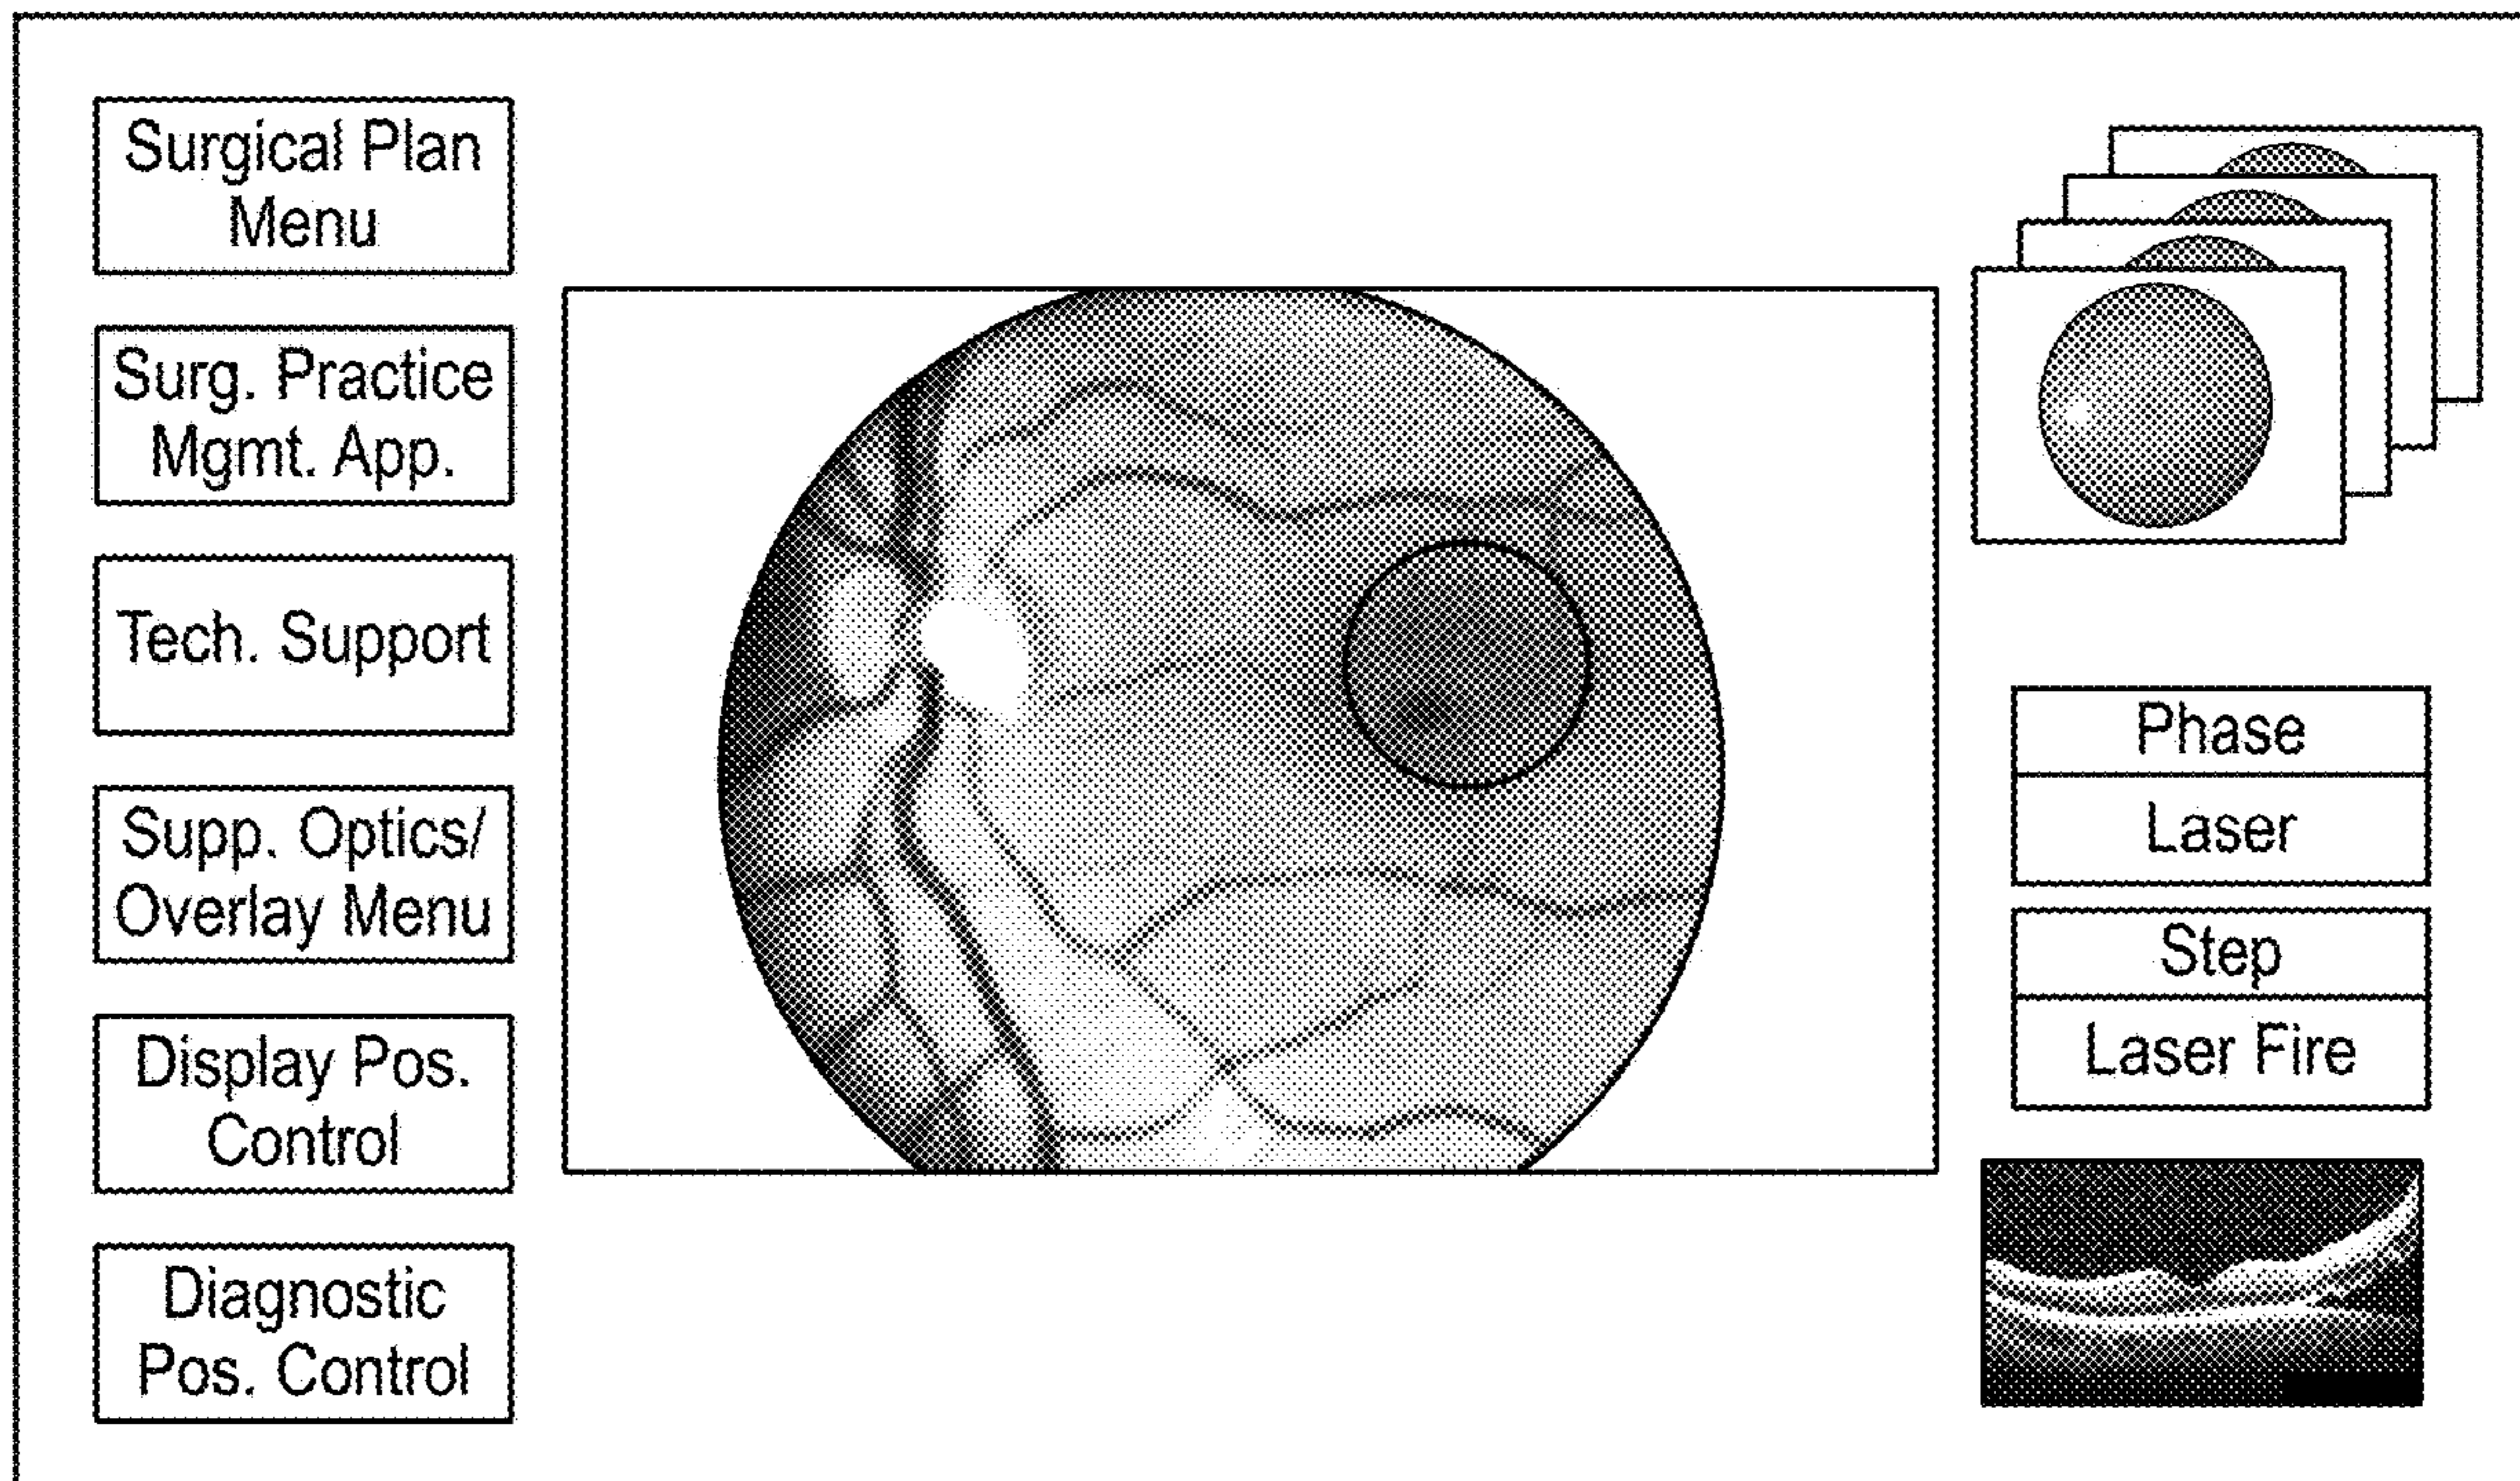 Surgical Plan
Menu
Surg. Practice
Mgmt. App.
Tech. Support
Supp. Optics/
Overlay Menu
Display Pos.
Control
Diagnostic
Pos. Control
Phase
Laser
Step
Laser Fire